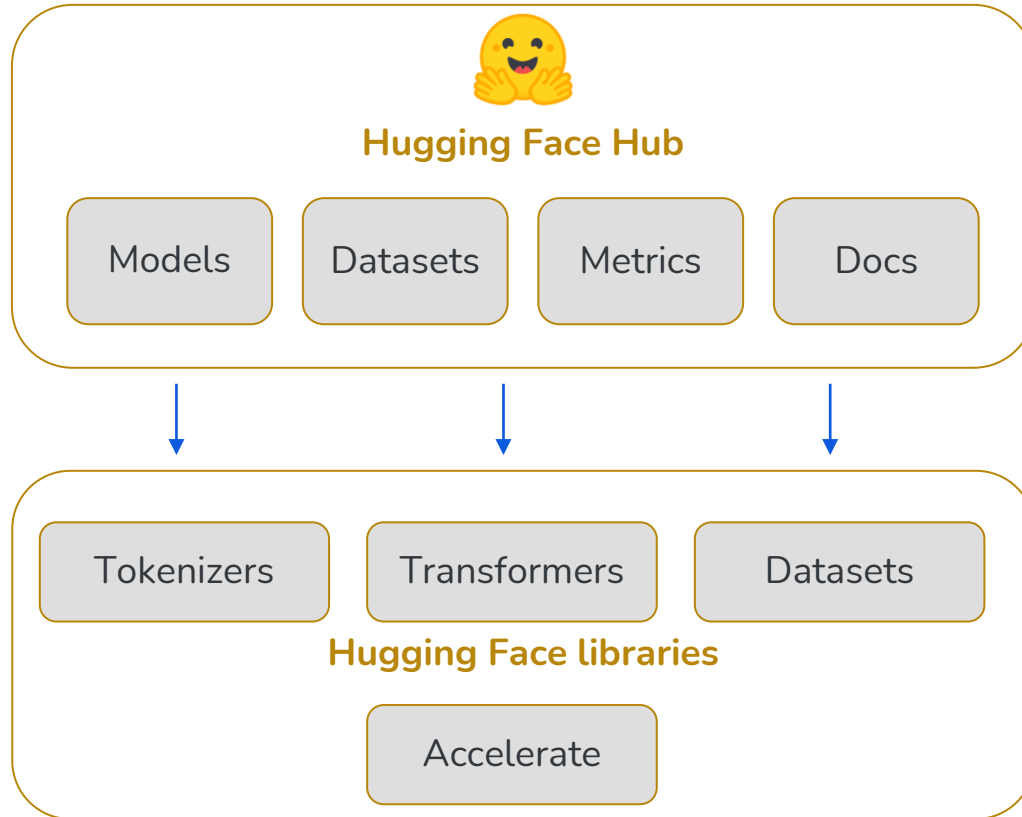 Hugging Face Hub
Models
Datasets
Metrics
Docs
Tokenizers
Transformers
Datasets
Hugging Face libraries
Accelerate